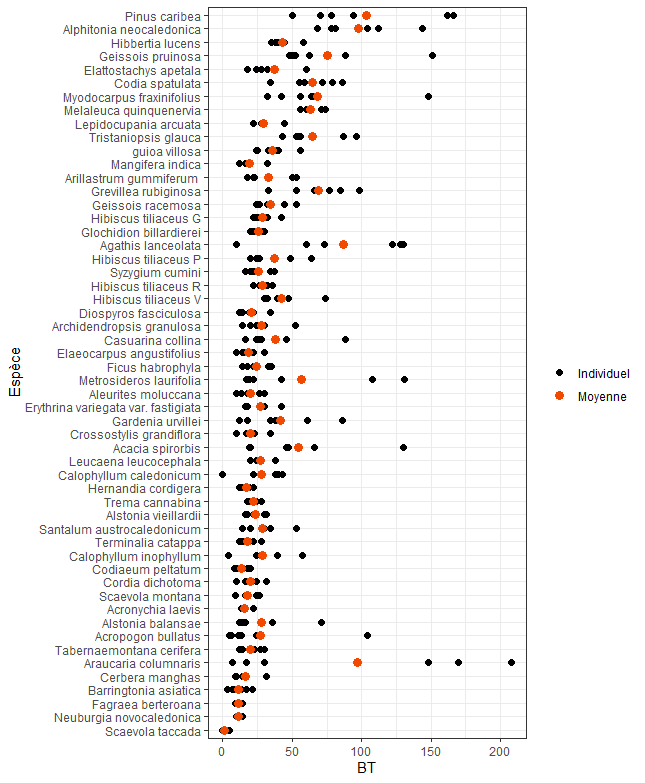 Pinus caribea
Alphitonia neocaledonica
Hibbertia lucens
Geissois pruinosa
Elattostachys apetala
Codia spatulata
Myodocarpus fraxinifolius
Melaleuca quinquenervia
Lepidocupania arcuata
Tristaniopsis glauca
guioa villosa
Mangifera indica
Arillastrum gummiferum
Grevillea rubiginosa
Geissois racemosa
Hibiscus tiliaceus G
Glochidion billardierei
Agathis lanceolata
Hibiscus tiliaceus P
Syzygium cumini
Hibiscus tiliaceus R
Hibiscus tiliaceus V
Diospyros fasciculosa
Archidendropsis granulosa
Casuarina collina
Elaeocarpus angustifolius
Ficus habrophyla
Metrosideros laurifolia
Aleurites moluccana
Erythrina variegata var. fastigiata
Gardenia urvillei
Crossostylis grandiflora
Acacia spirorbis
Leucaena leucocephala
Calophyllum caledonicum
Hernandia cordigera
Trema cannabina
Alstonia vieillardii
Santalum austrocaledonicum
Terminalia catappa
Calophyllum inophyllum
Codiaeum peltatum
Cordia dichotoma
Scaevola montana
Acronychia laevis
Alstonia balansae
Acropogon bullatus
Tabernaemontana cerifera
Araucaria columnaris
Cerbera manghas
Barringtonia asiatica
Fagraea berteroana
Neuburgia novocaledonica
Scaevola taccada
Espèce
0 50 100 150 200
BT
Individuel
Moyenne